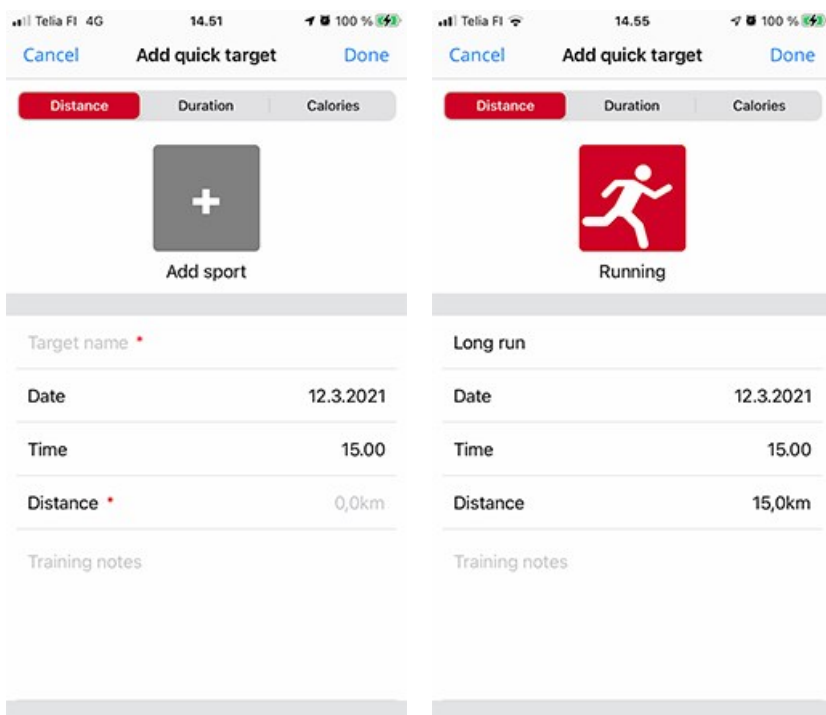 Telia FI 4G 14.51 100 %
Cancel Add quick target Done
Distance Duration Calories
+
Add sport
Target name *
Date 12.3.2021
Time 15.00
Distance * 0,0km
Training notes
Telia FI 14.55 100 %
Cancel Add quick target Done
Distance Duration Calories
Running
Long run
Date 12.3.2021
Time 15.00
Distance 15,0km
Training notes